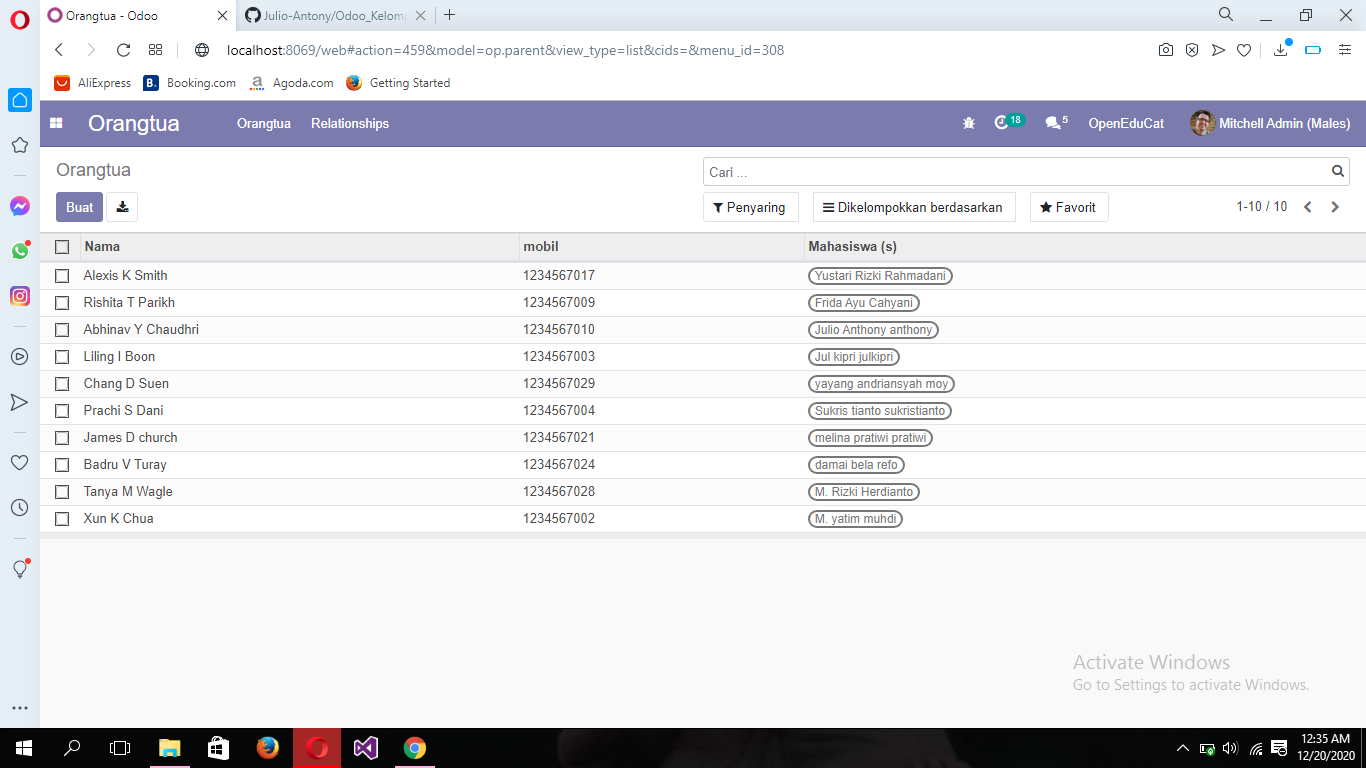 Orangtua - Odoo
Julio-Antony/Odoo_Kelomp
localhost:8069/web#action=459&model=op.parent&view_type=list&cids=&menu_id=308
AliExpress B. Booking.com a Agoda.com Getting Started
Orangtua Orangtua Relationships 18 5 OpenEduCat Mitchell Admin (Males)
Orangtua Cari ...
Buat Penyaring Dikelompokkan berdasarkan Favorit 1-10 / 10
Nama mobil Mahasiswa (s)
Alexis K Smith 1234567017 Yustari Rizki Rahmadani
Rishita T Parikh 1234567009 Frida Ayu Cahyani
Abhinav Y Chaudhri 1234567010 Julio Anthony anthony
Liling I Boon 1234567003 Jul kipri julkipri
Chang D Suen 1234567029 yayang andriansyah moy
Prachi S Dani 1234567004 Sukris tianto sukristianto
James D church 1234567021 melina pratiwi pratiwi
Badru V Turay 1234567024 damai bela refo
Tanya M Wagle 1234567028 M. Rizki Herdianto
Xun K Chua 1234567002 M. yatim muhdi
Activate Windows
Go to Settings to activate Windows.
12:35 AM
12/20/2020